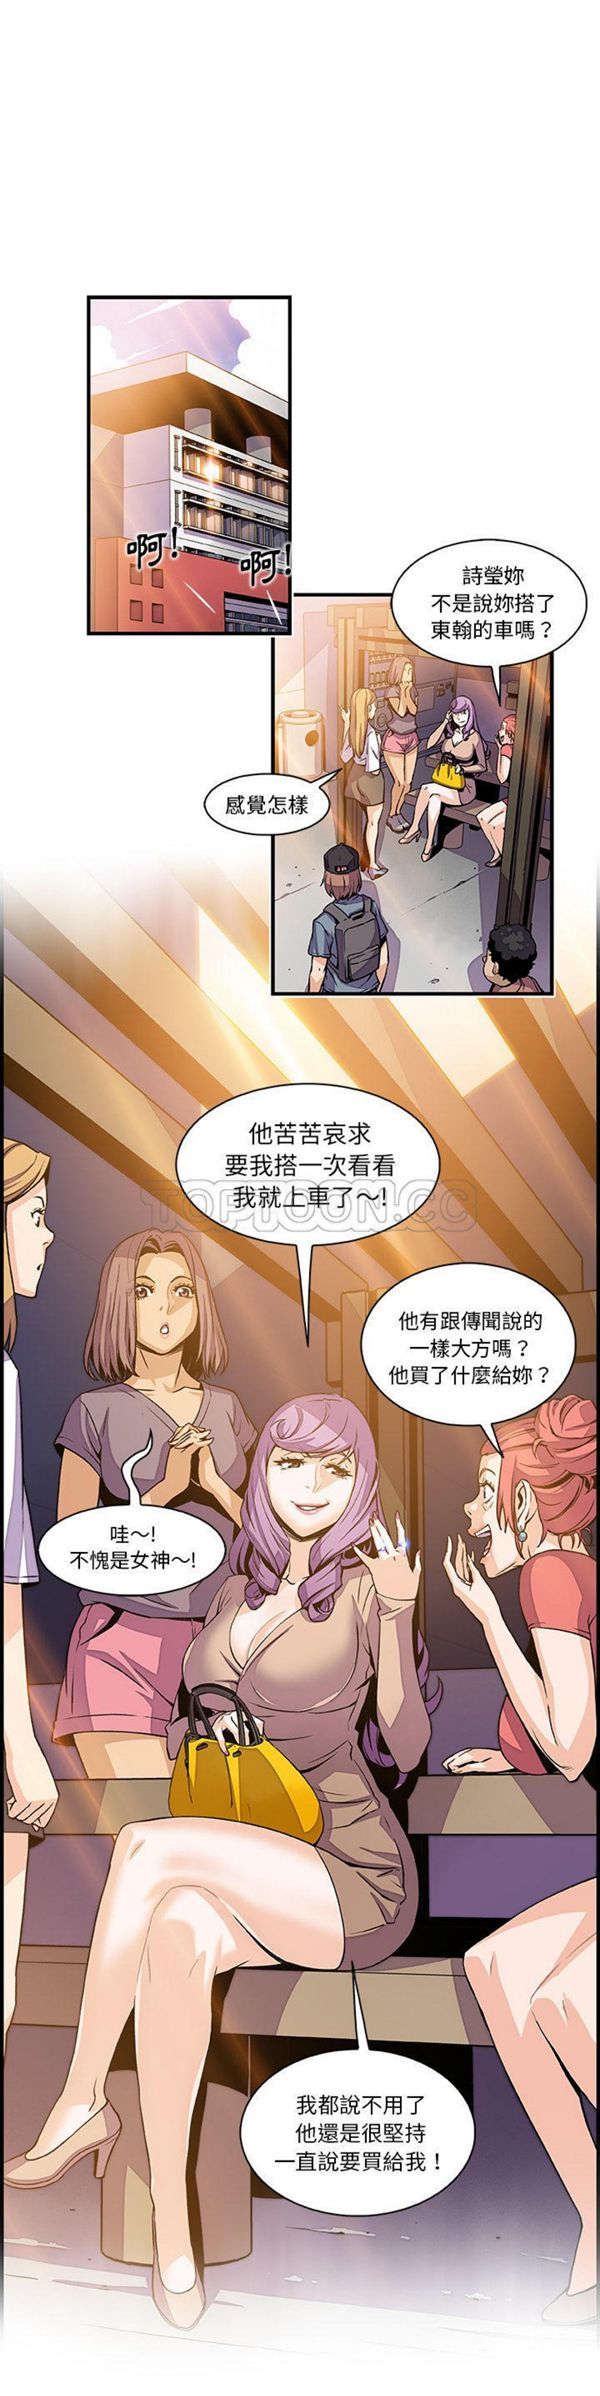 啊!
啊!
詩瑩妳
不是說妳搭了
東翰的車嗎？
感覺怎樣
他苦苦哀求
要我搭一次看看
我就上車了～!
TOPTOON.CC
他有跟傳聞說的
一樣大方嗎？
他買了什麼給妳？
哇～!
不愧是女神～!
我都說不用了
他還是很堅持
一直說要買給我！